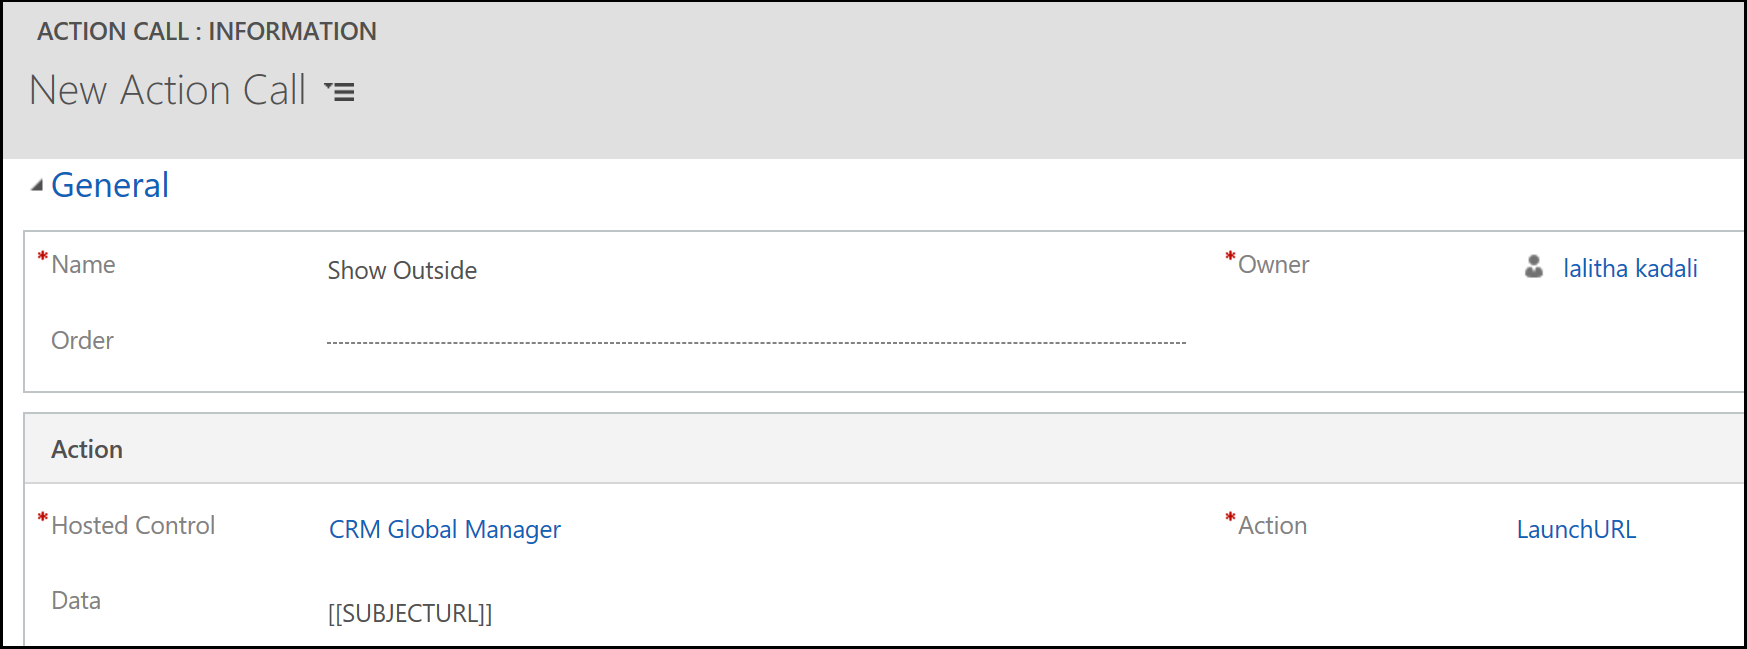 ACTION CALL : INFORMATION
New Action Call
General
* Name Show Outside * Owner lalitha kadali
Order
Action
* Hosted Control CRM Global Manager * Action LaunchURL
Data [[SUBJECTURL]]